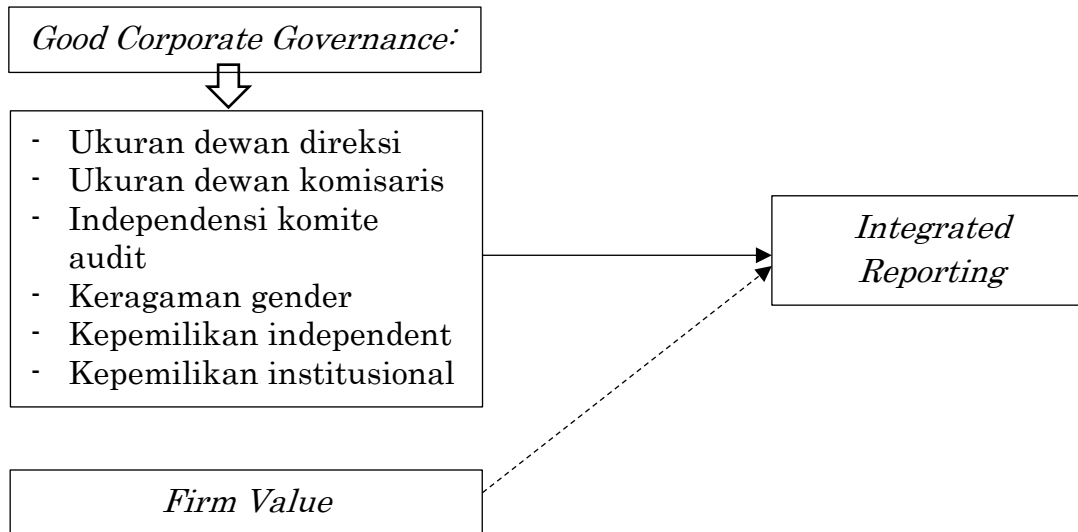 Good Corporate Governance:
- Ukuran dewan direksi
- Ukuran dewan komisaris
- Independensi komite
audit
- Keragaman gender
- Kepemilikan independent
- Kepemilikan institusional
Integrated
Reporting
Firm Value